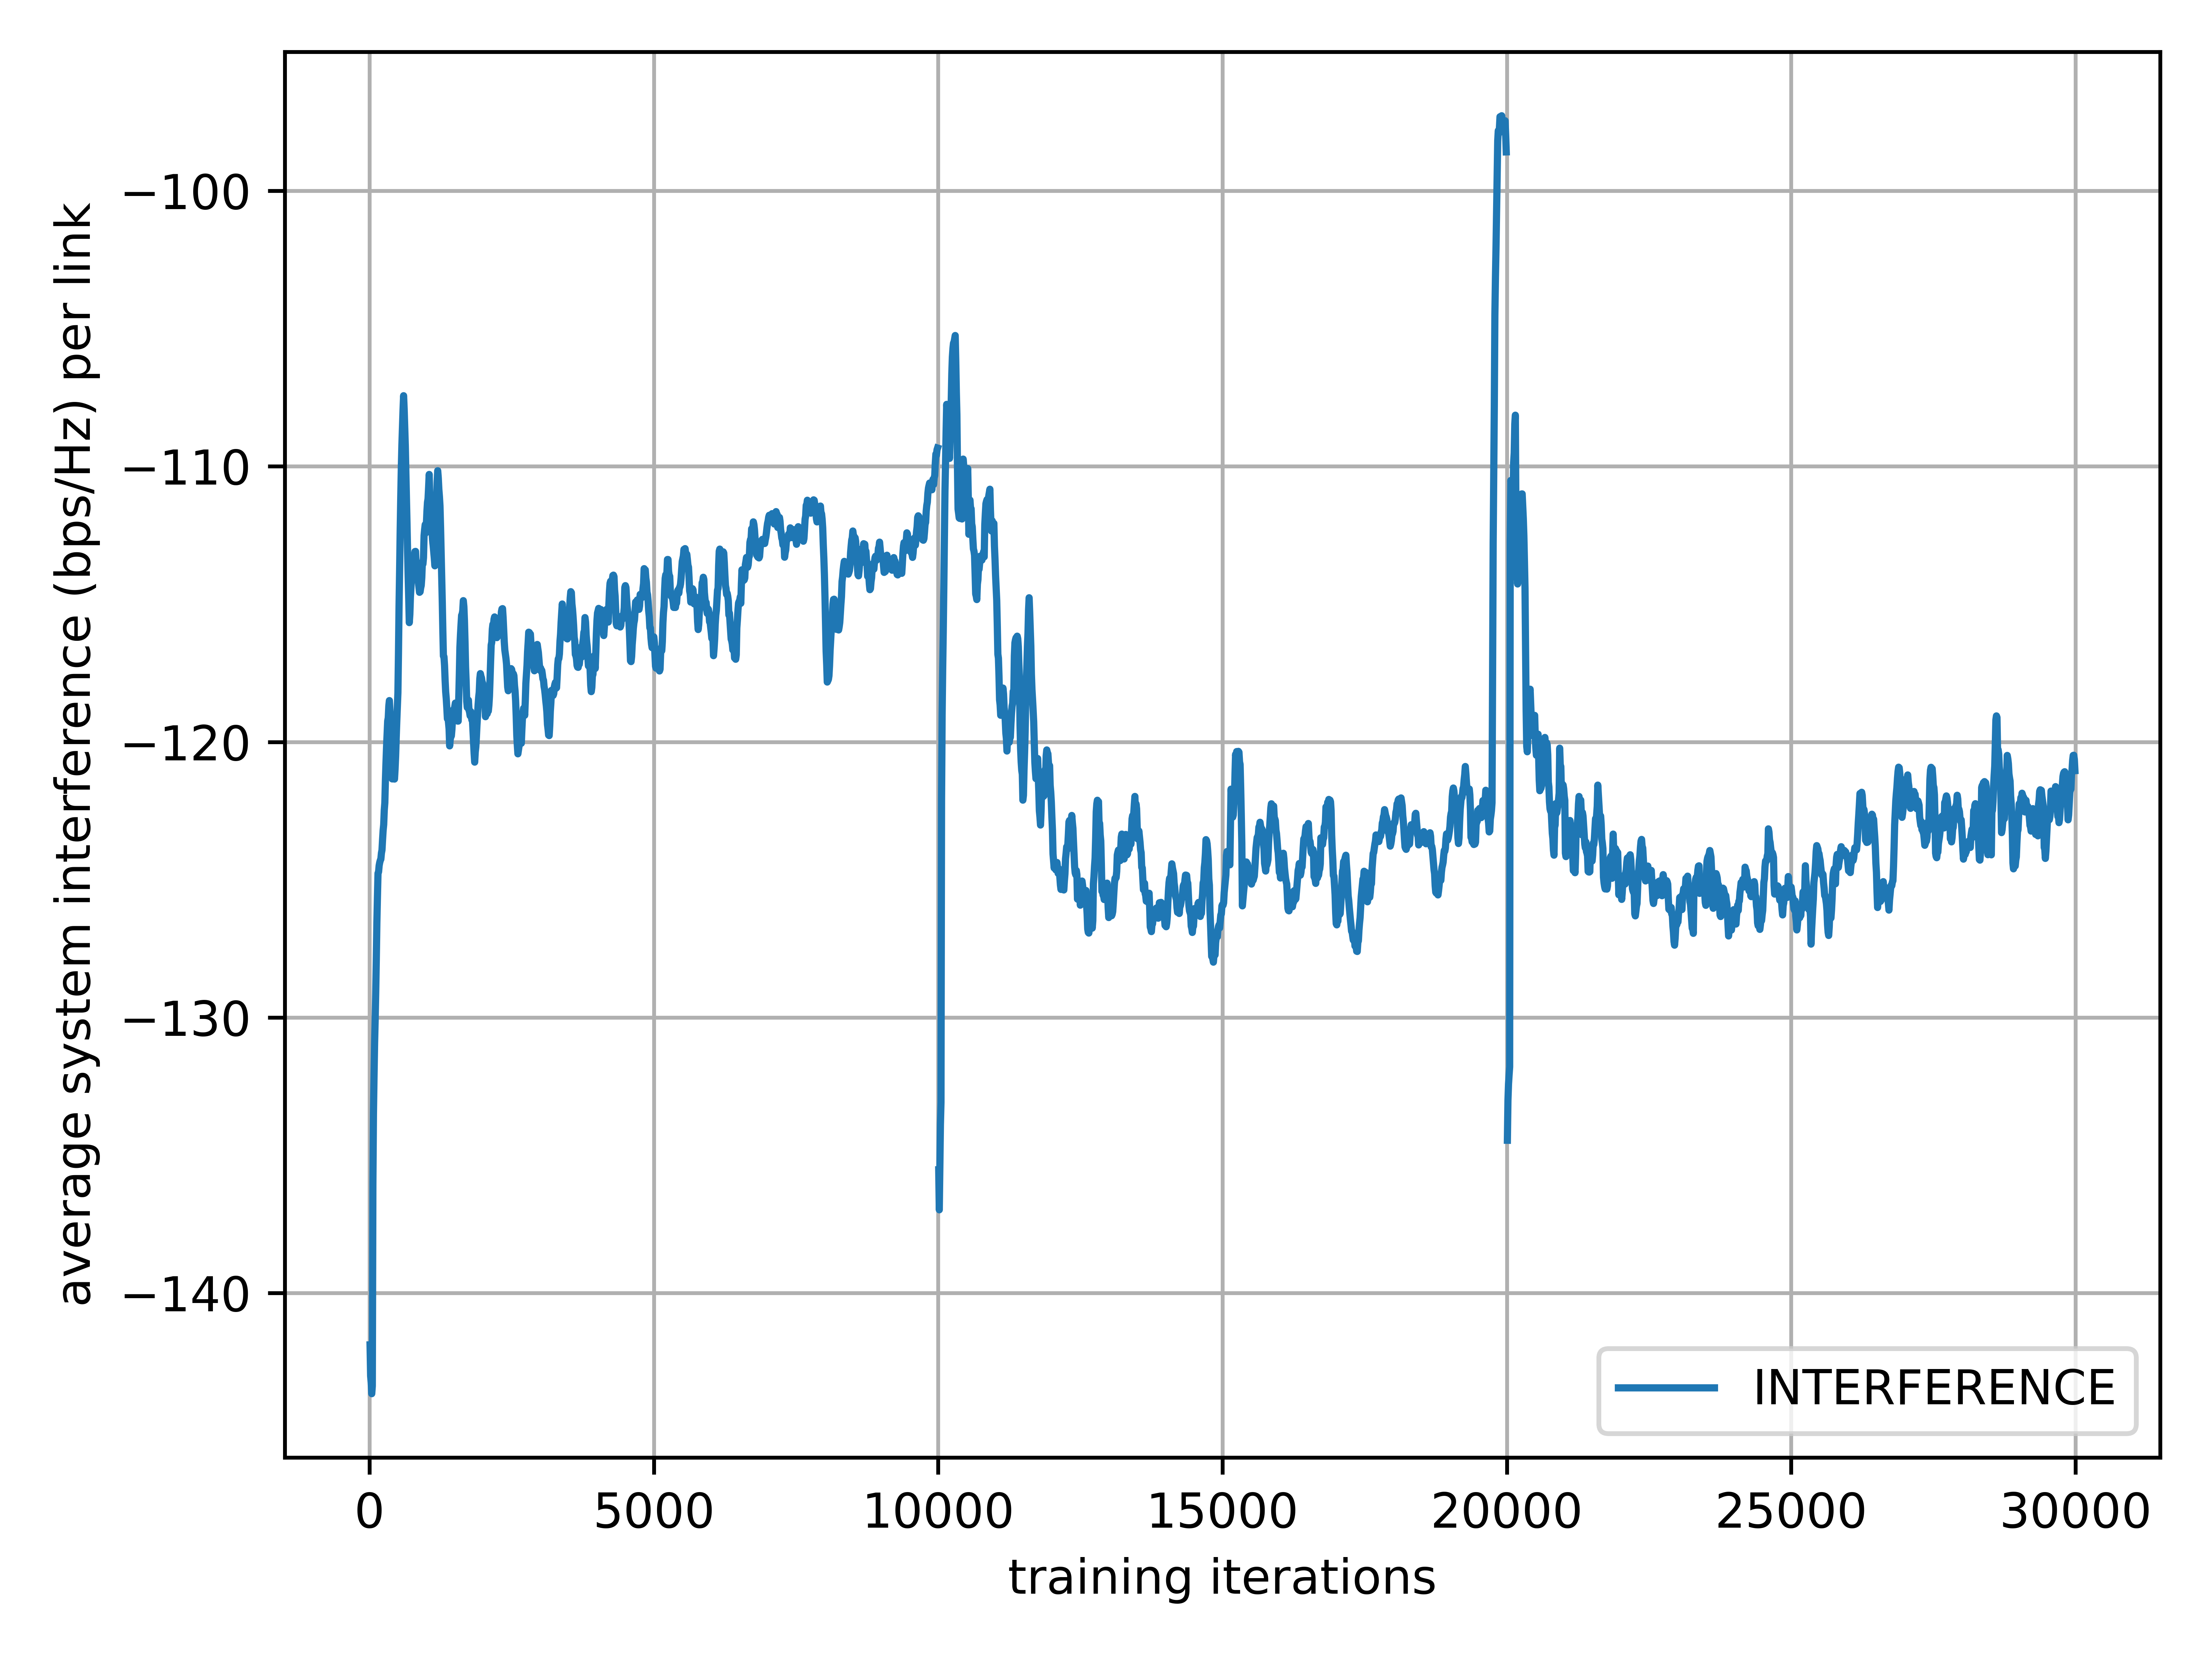 average system interference (bps/Hz) per link
−100
−110
−120
−130
−140
INTERFERENCE
0 5000 10000 15000 20000 25000 30000
training iterations